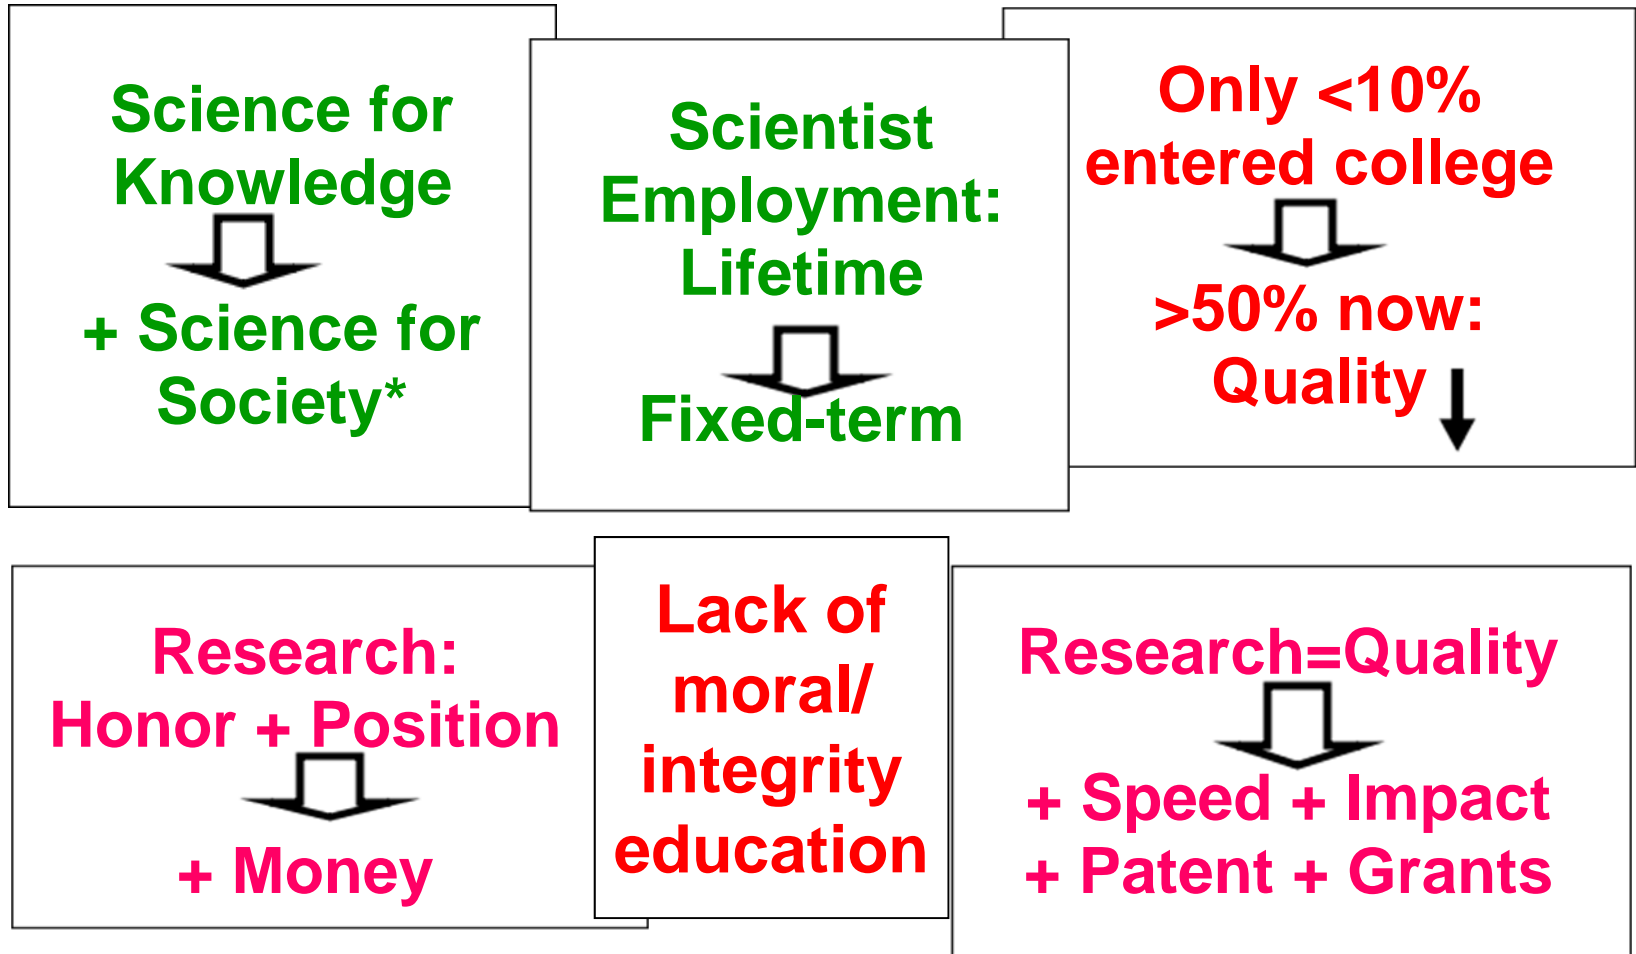 Science for
Knowledge
+ Science for
Society*
Scientist
Employment:
Lifetime
Fixed-term
Only <10%
entered college
>50% now:
Quality
Research:
Honor + Position
+ Money
Lack of
moral/
integrity
education
Research=Quality
+ Speed + Impact
+ Patent + Grants